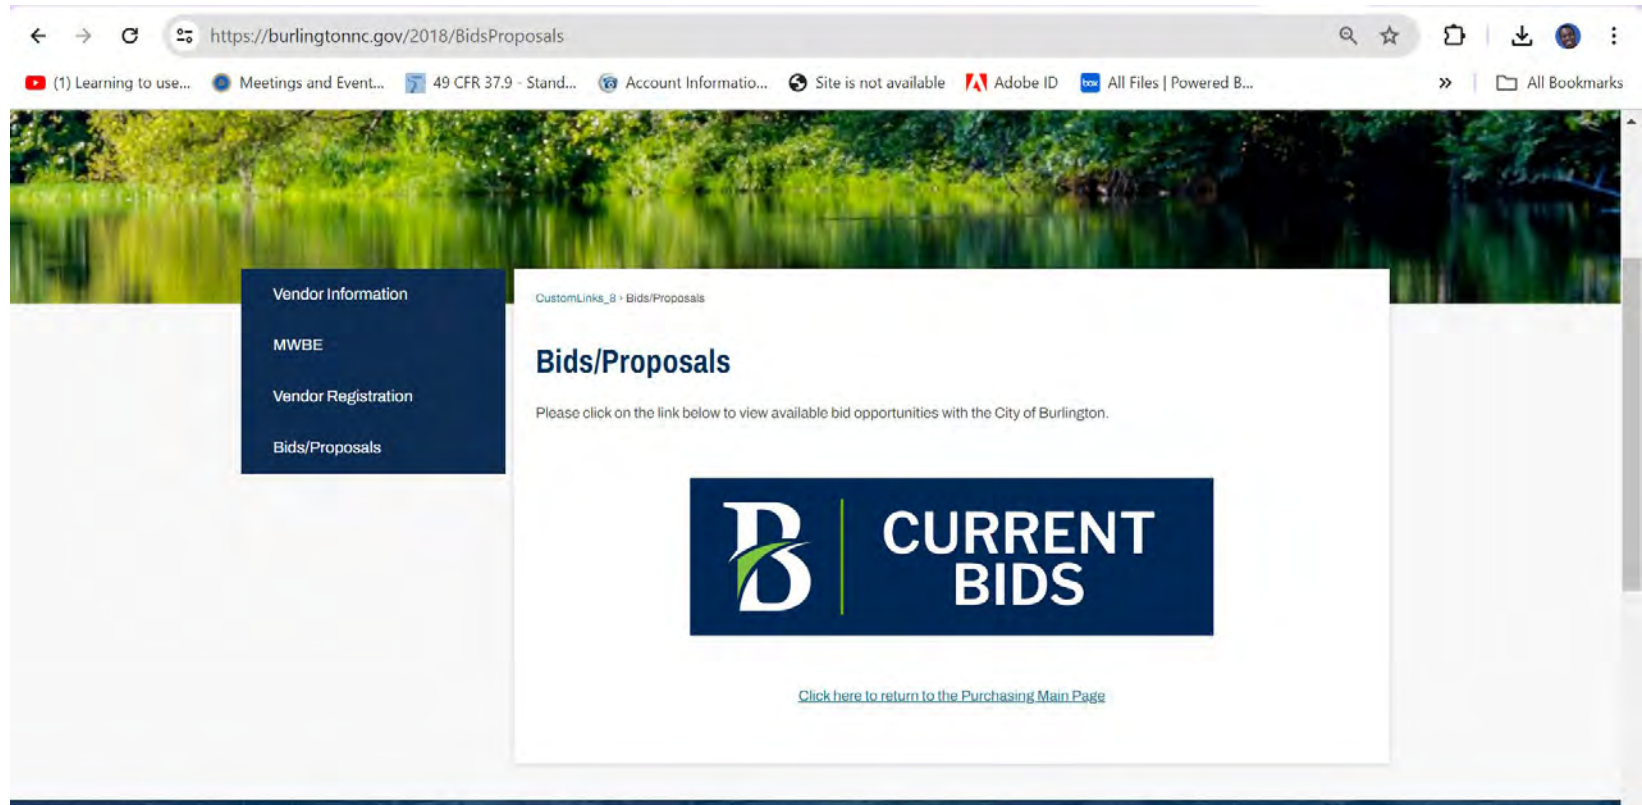 https://burlingtonnc.gov/2018/BidsProposals
(1) Learning to use... Meetings and Event... 49 CFR 37.9 - Stand... Account Informatio... Site is not available Adobe ID box All Files | Powered B... » All Bookmarks
Vendor Information
MWBE
Vendor Registration
Bids/Proposals
CustomLinks_8 › Bids/Proposals
Bids/Proposals
Please click on the link below to view available bid opportunities with the City of Burlington.
B CURRENT
BIDS
Click here to return to the Purchasing Main Page